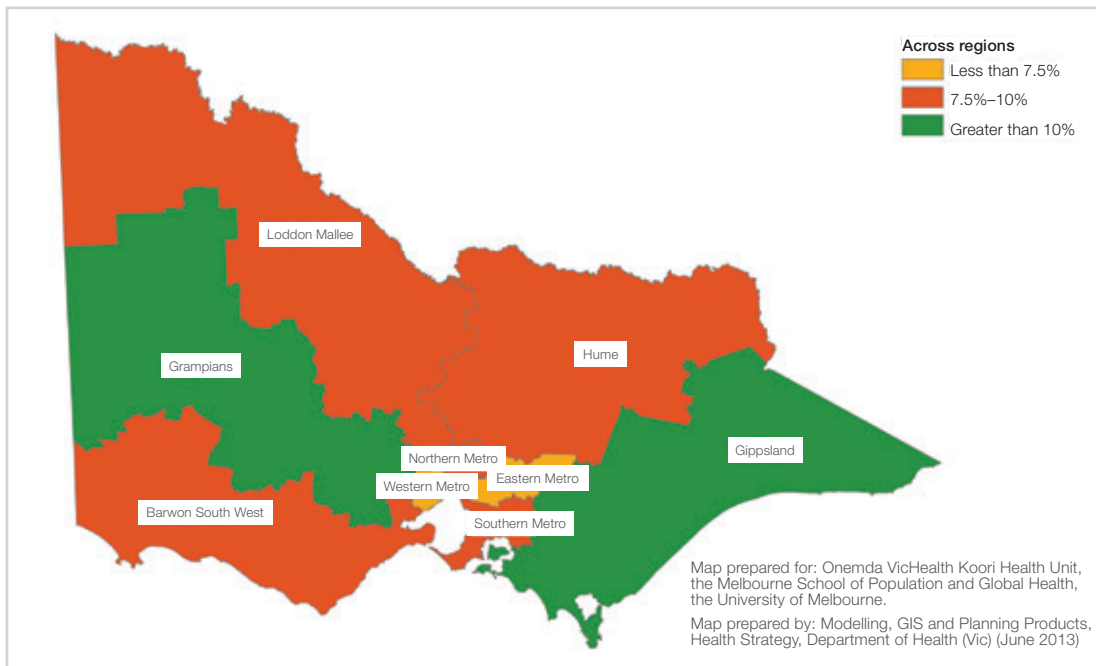 Across regions
Less than 7.5%
7.5%–10%
Greater than 10%
Loddon Mallee
Hume
Grampians
Gippsland
Northern Metro
Eastern Metro
Western Metro
Barwon South West
Southern Metro
Map prepared for: Onemda VicHealth Koori Health Unit,
the Melbourne School of Population and Global Health,
the University of Melbourne.
Map prepared by: Modelling, GIS and Planning Products,
Health Strategy, Department of Health (Vic) (June 2013)